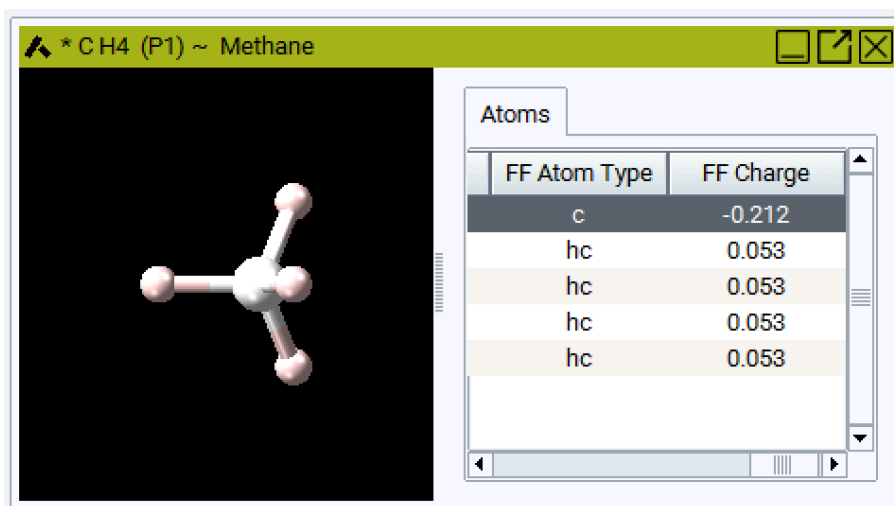 * C H4 (P1) ~ Methane
Atoms
FF Atom Type FF Charge
c -0.212
hc 0.053
hc 0.053
hc 0.053
hc 0.053